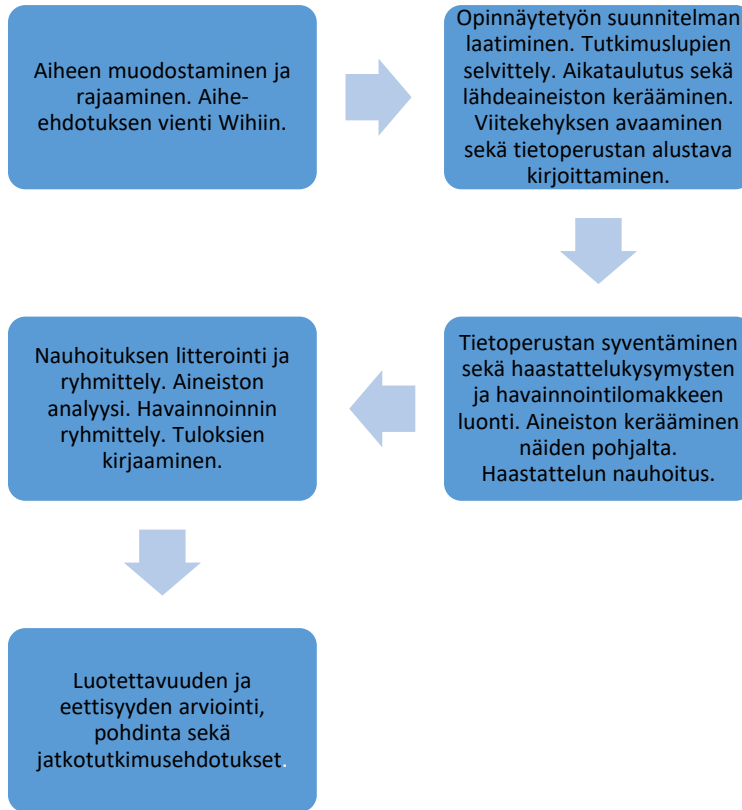 Aiheen muodostaminen ja
rajaaminen. Aihe-
ehdotuksen vienti Wihiin.
Opinnäytetyön suunnitelman
laatiminen. Tutkimuslupien
selvittely. Aikataulutus sekä
lähdeaineiston kerääminen.
Viitekehyksen avaaminen
sekä tietoperustan alustava
kirjoittaminen.
Tietoperustan syventäminen
sekä haastattelukysymysten
ja havainnointilomakkeen
luonti. Aineiston kerääminen
näiden pohjalta.
Haastattelun nauhoitus.
Nauhoituksen litterointi ja
ryhmittely. Aineiston
analyysi. Havainnoinnin
ryhmittely. Tuloksien
kirjaaminen.
Luotettavuuden ja
eettisyyden arviointi,
pohdinta sekä
jatkotutkimusehdotukset.